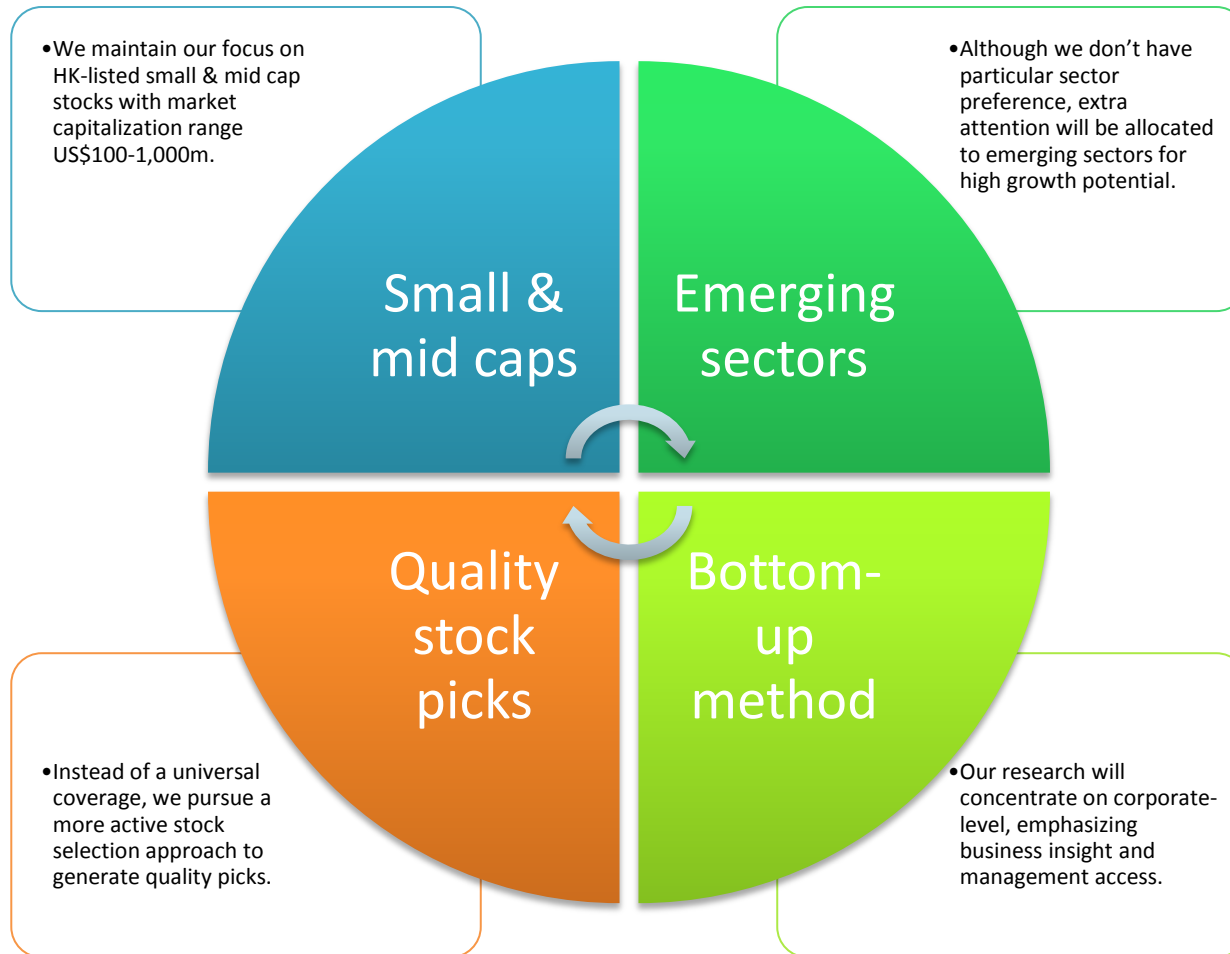 •We maintain our focus on
HK-listed small & mid cap
stocks with market
capitalization range
US$100-1,000m.
•Although we don’t have
particular sector
preference, extra
attention will be allocated
to emerging sectors for
high growth potential.
Small &
mid caps
Emerging
sectors
Quality
stock
picks
Bottom-
up
method
•Instead of a universal
coverage, we pursue a
more active stock
selection approach to
generate quality picks.
•Our research will
concentrate on corporate-
level, emphasizing
business insight and
management access.